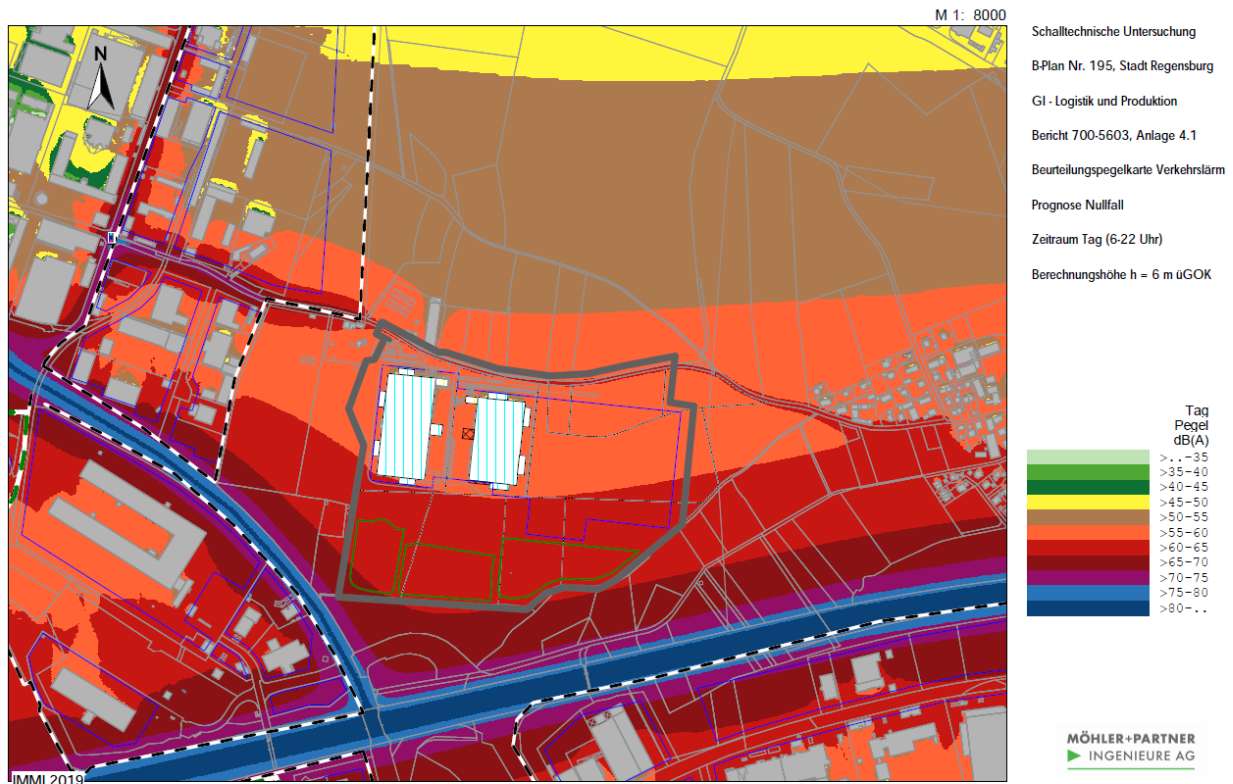 M 1: 8000
N
IMMI 2019
Schalltechnische Untersuchung
B-Plan Nr. 195, Stadt Regensburg
GI - Logistik und Produktion
Bericht 700-5603, Anlage 4.1
Beurteilungspegelkarte Verkehrslärm
Prognose Nullfall
Zeitraum Tag (6-22 Uhr)
Berechnungshöhe h = 6 m üGOK
Tag
Pegel
dB(A)
>..-35
>35-40
>40-45
>45-50
>50-55
>55-60
>60-65
>65-70
>70-75
>75-80
>80-..
MÖHLER+PARTNER
INGENIEURE AG